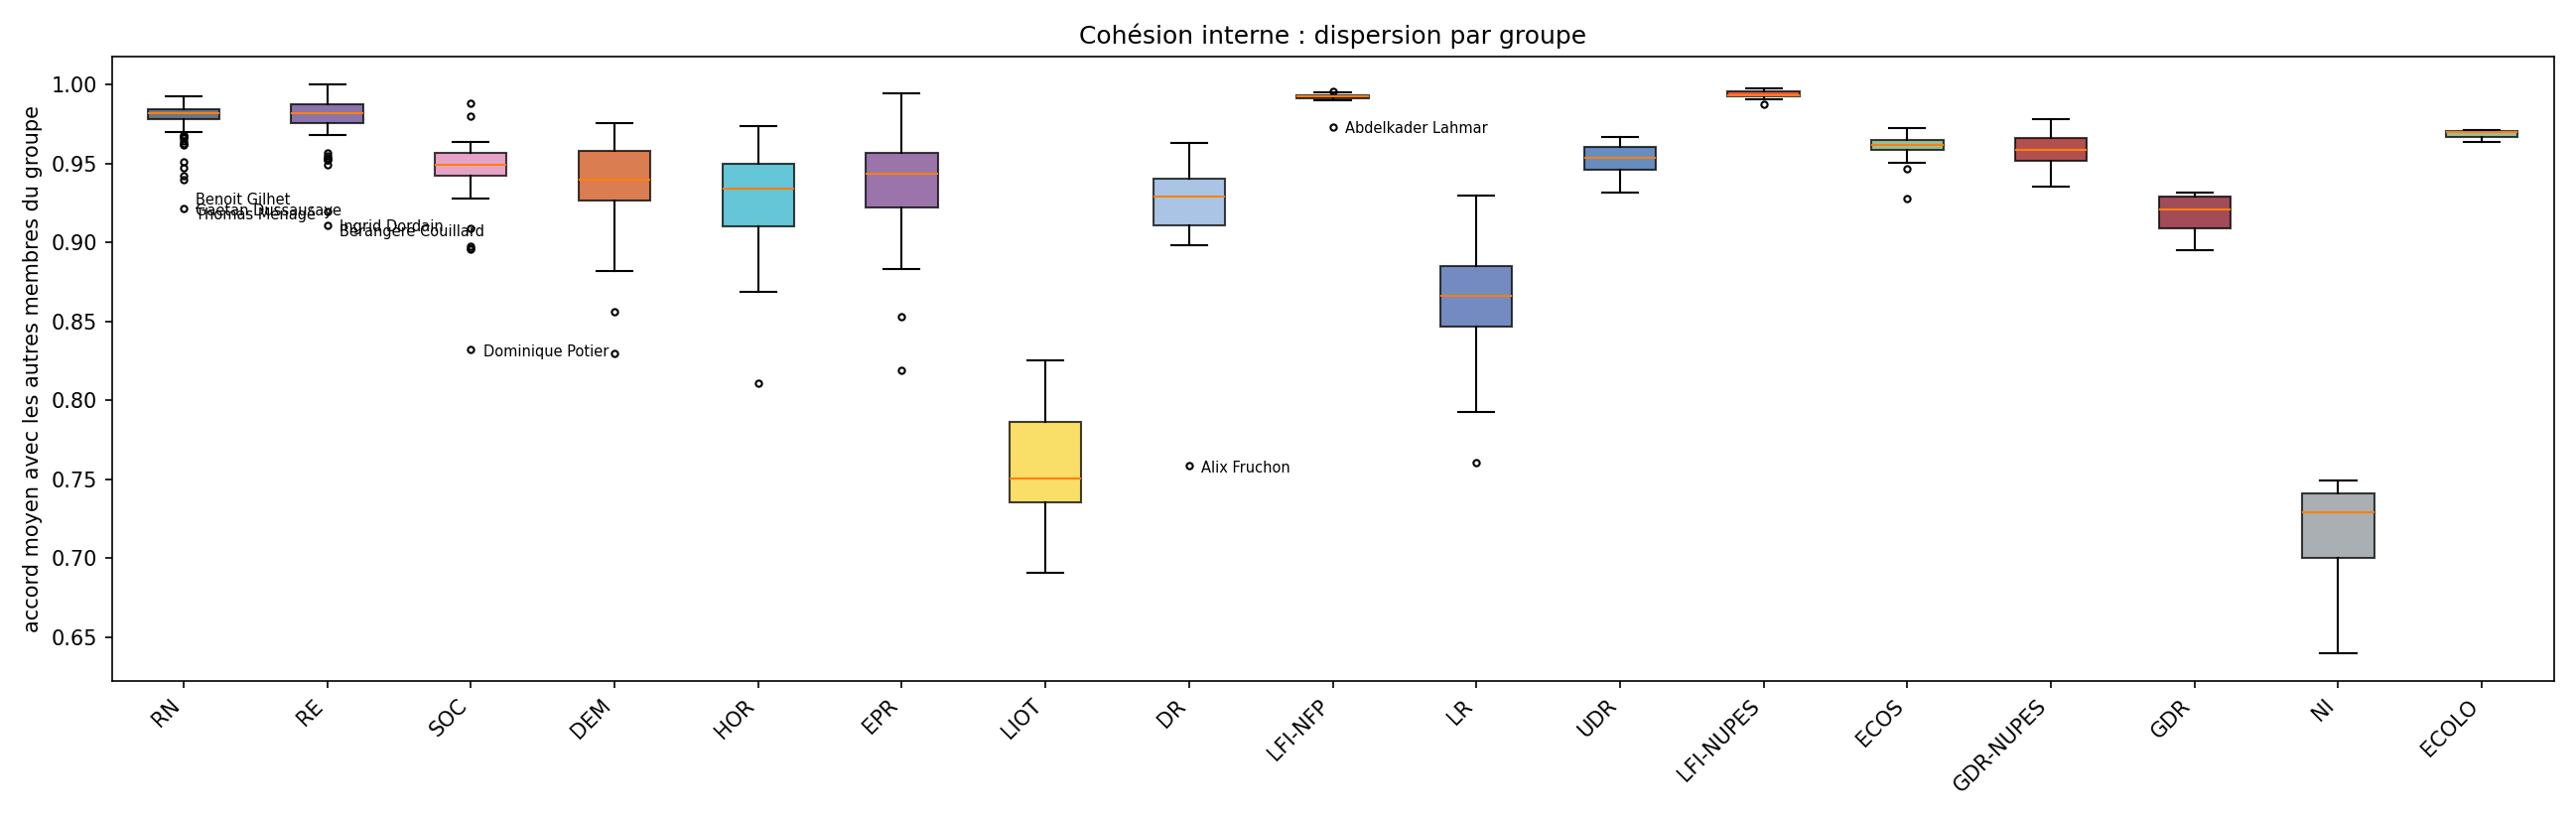 Cohésion interne : dispersion par groupe
accord moyen avec les autres membres du groupe
1.00
0.95
0.90
0.85
0.80
0.75
0.70
0.65
Benoit Gilhet
Gaetan Dussausaye
Thomas Ménagé
Ingrid Dordain
Bérangère Couillard
Dominique Potier
Abdelkader Lahmar
Alix Fruchon
RN
RE
SOC
DEM
HOR
EPR
LIOT
DR
LFI-NFP
LR
UDR
LFI-NUPES
ECOS
GDR-NUPES
GDR
NI
ECOLO